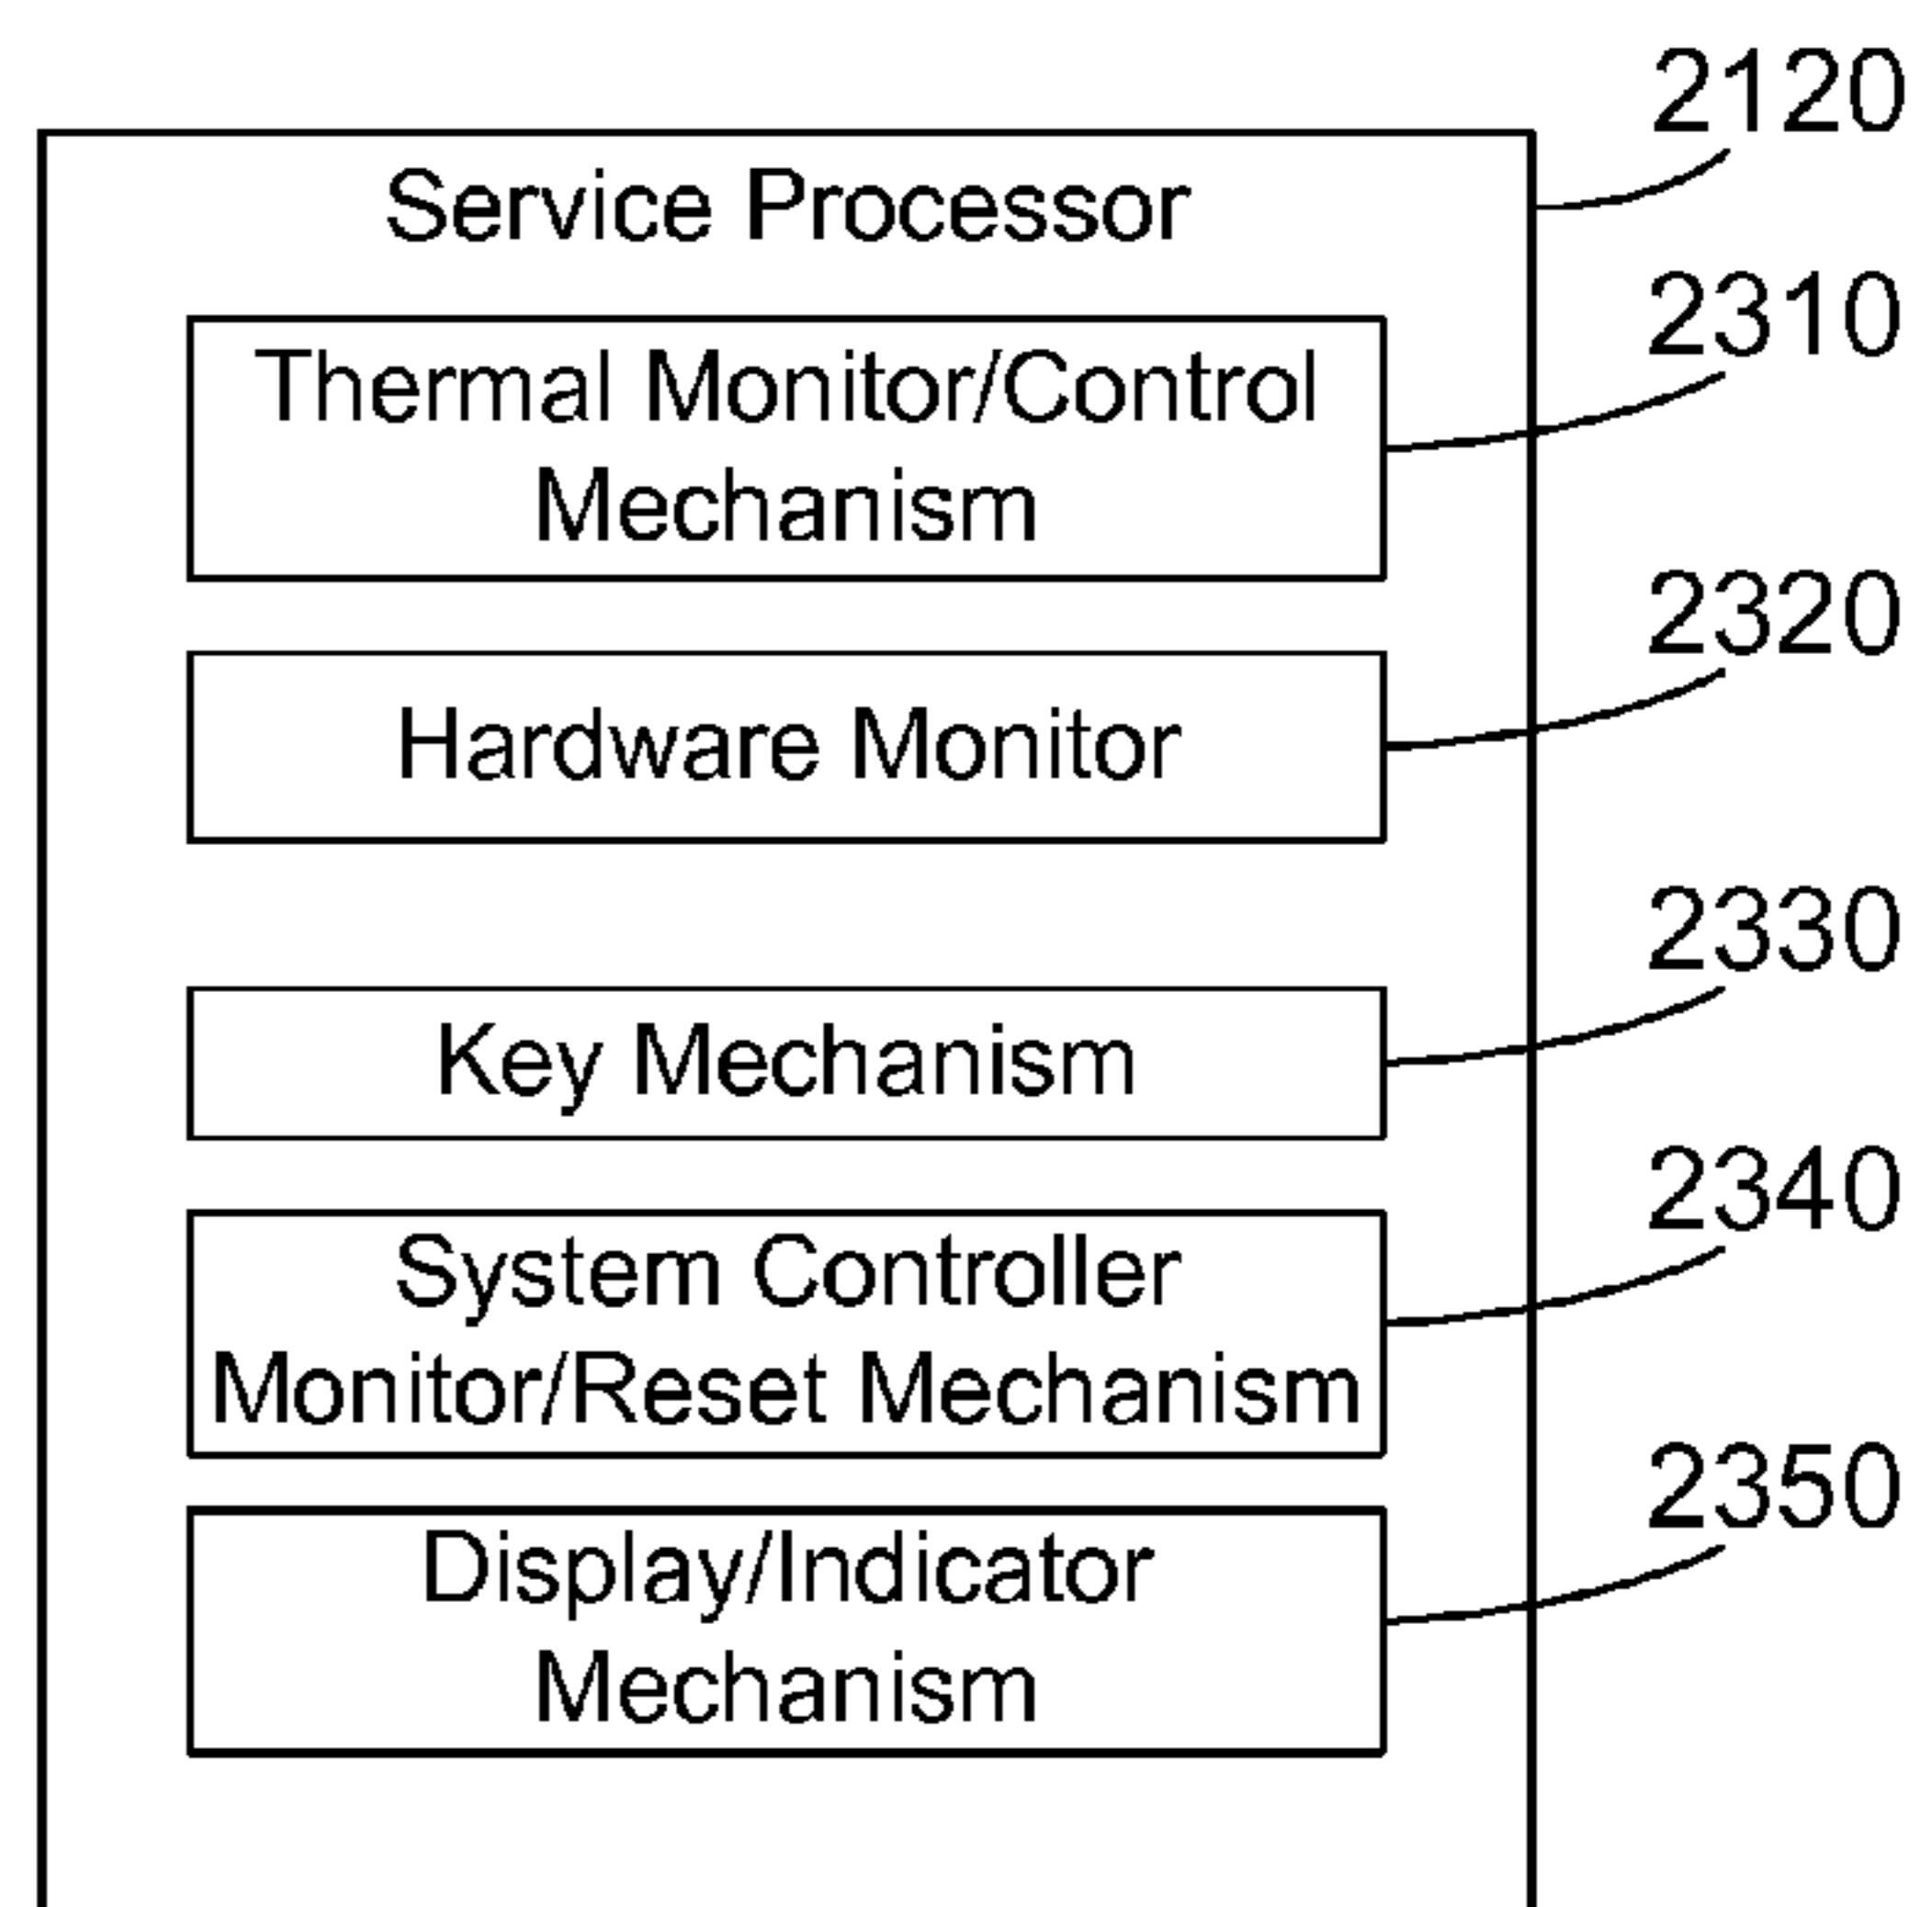 2120
Service Processor
2310
Thermal Monitor/Control
Mechanism
2320
Hardware Monitor
2330
Key Mechanism
2340
System Controller
Monitor/Reset Mechanism
2350
Display/Indicator
Mechanism